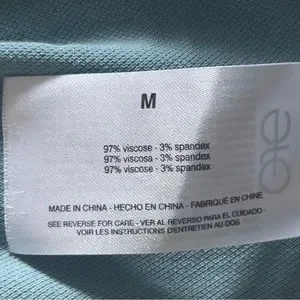 M
97% viscose - 3% spandex
97% viscosa - 3% spandex
97% viscose - 3% spandex
MADE IN CHINA - HECHO EN CHINA - FABRIQUÉ EN CHINE
SEE REVERSE FOR CARE - VER AL REVERSO PARA EL CUIDADO -
VOIR LES INSTRUCTIONS D'ENTRETIEN AU DOS